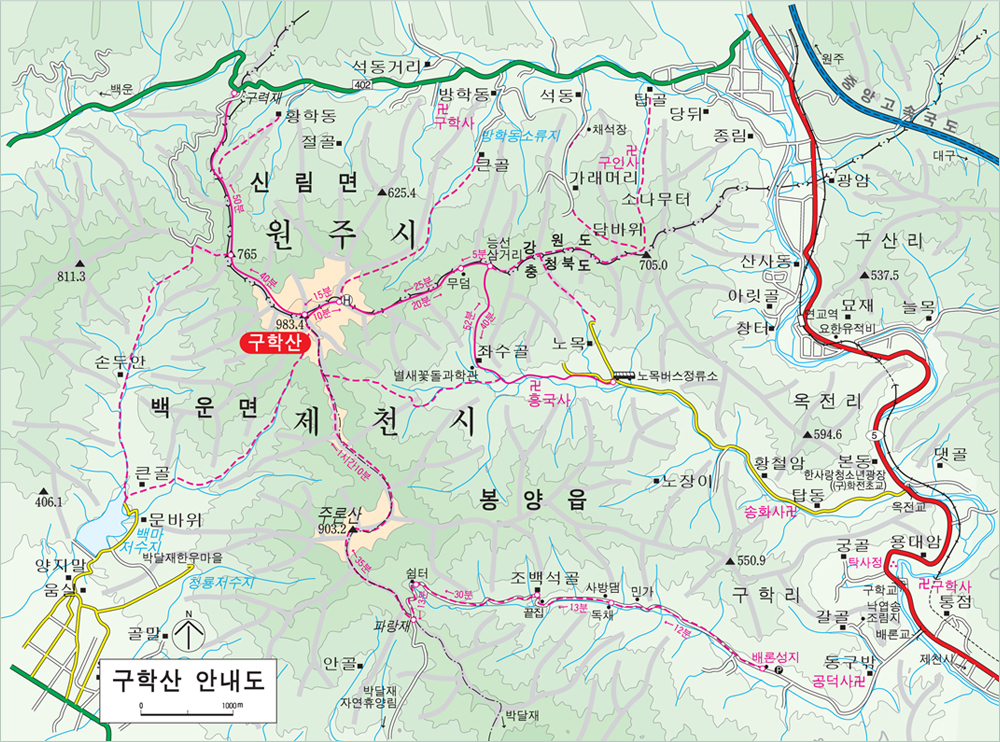 원주
중앙고속국도
대구
백운
석동거리
402
구력재
황학동
방학동
구학사
석동
탑골
당뒤
절골
방학동소류지
채석장
종림
큰골
구인사
가래머리
광암
신림면
625.4
소나무터
50분
원주시
담바위
능선
삼거리
강원도
충청북도
구산리
765
5분
705.0
산사동
811.3
40분
무덤
25분
20분
537.5
15분
10분
H
아릿골
묘재
늘목
983.4
창터
연교역
요한유적비
구학산
52분
40분
좌수골
노목
손두안
별새꽃돌과학관
노목버스정류소
흥국사
백운면
제천시
옥전리
594.6
5
1시간10분
황철암
본동
댓골
한사랑청소년광장
((구)학전초교)
큰골
406.1
노장이
탑동
봉양읍
송화사
옥전교
문바위
주론산
903.2
백마
저수지
박달재한우마을
용대암
궁골
탁사정
양지말
청룡저수지
35분
550.9
움실
쉼터
조백석골
사방댐
민가
구학리
구학교
구학사
30분
13분
끝집
13분
독채
낙엽송
조림지
통점
갈골
N
골말
파랑재
12분
배론교
안골
배론성지
P
동구밖
제천시
공덕사
구학산 안내도
박달재
자연휴양림
박달재
0
1000m